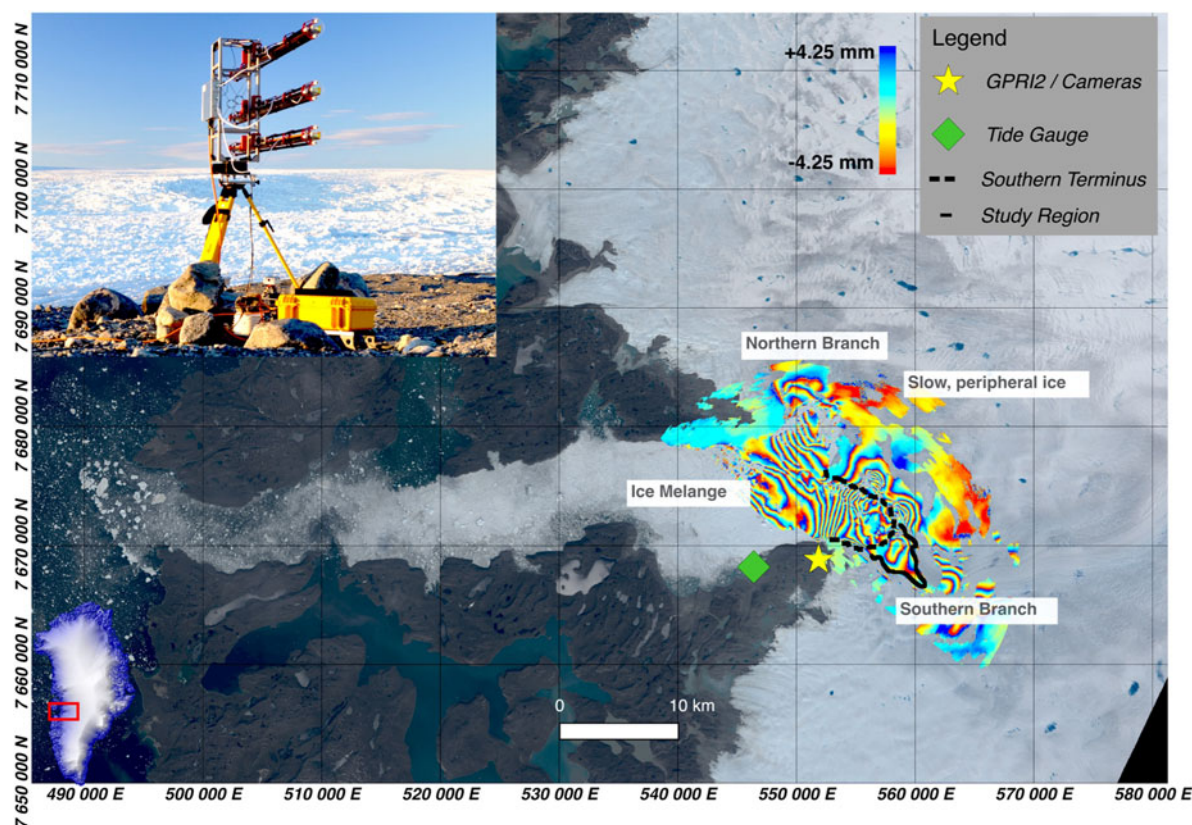 +4.25 mm
-4.25 mm
Legend
GPRI2 / Cameras
Tide Gauge
Southern Terminus
Study Region
Northern Branch
Slow, peripheral ice
Ice Melange
Southern Branch
0 10 km
7 710 000 N
7 700 000 N
7 690 000 N
7 680 000 N
7 670 000 N
7 660 000 N
7 650 000 N
490 000 E 500 000 E 510 000 E 520 000 E 530 000 E 540 000 E 550 000 E 560 000 E 570 000 E 580 000 E